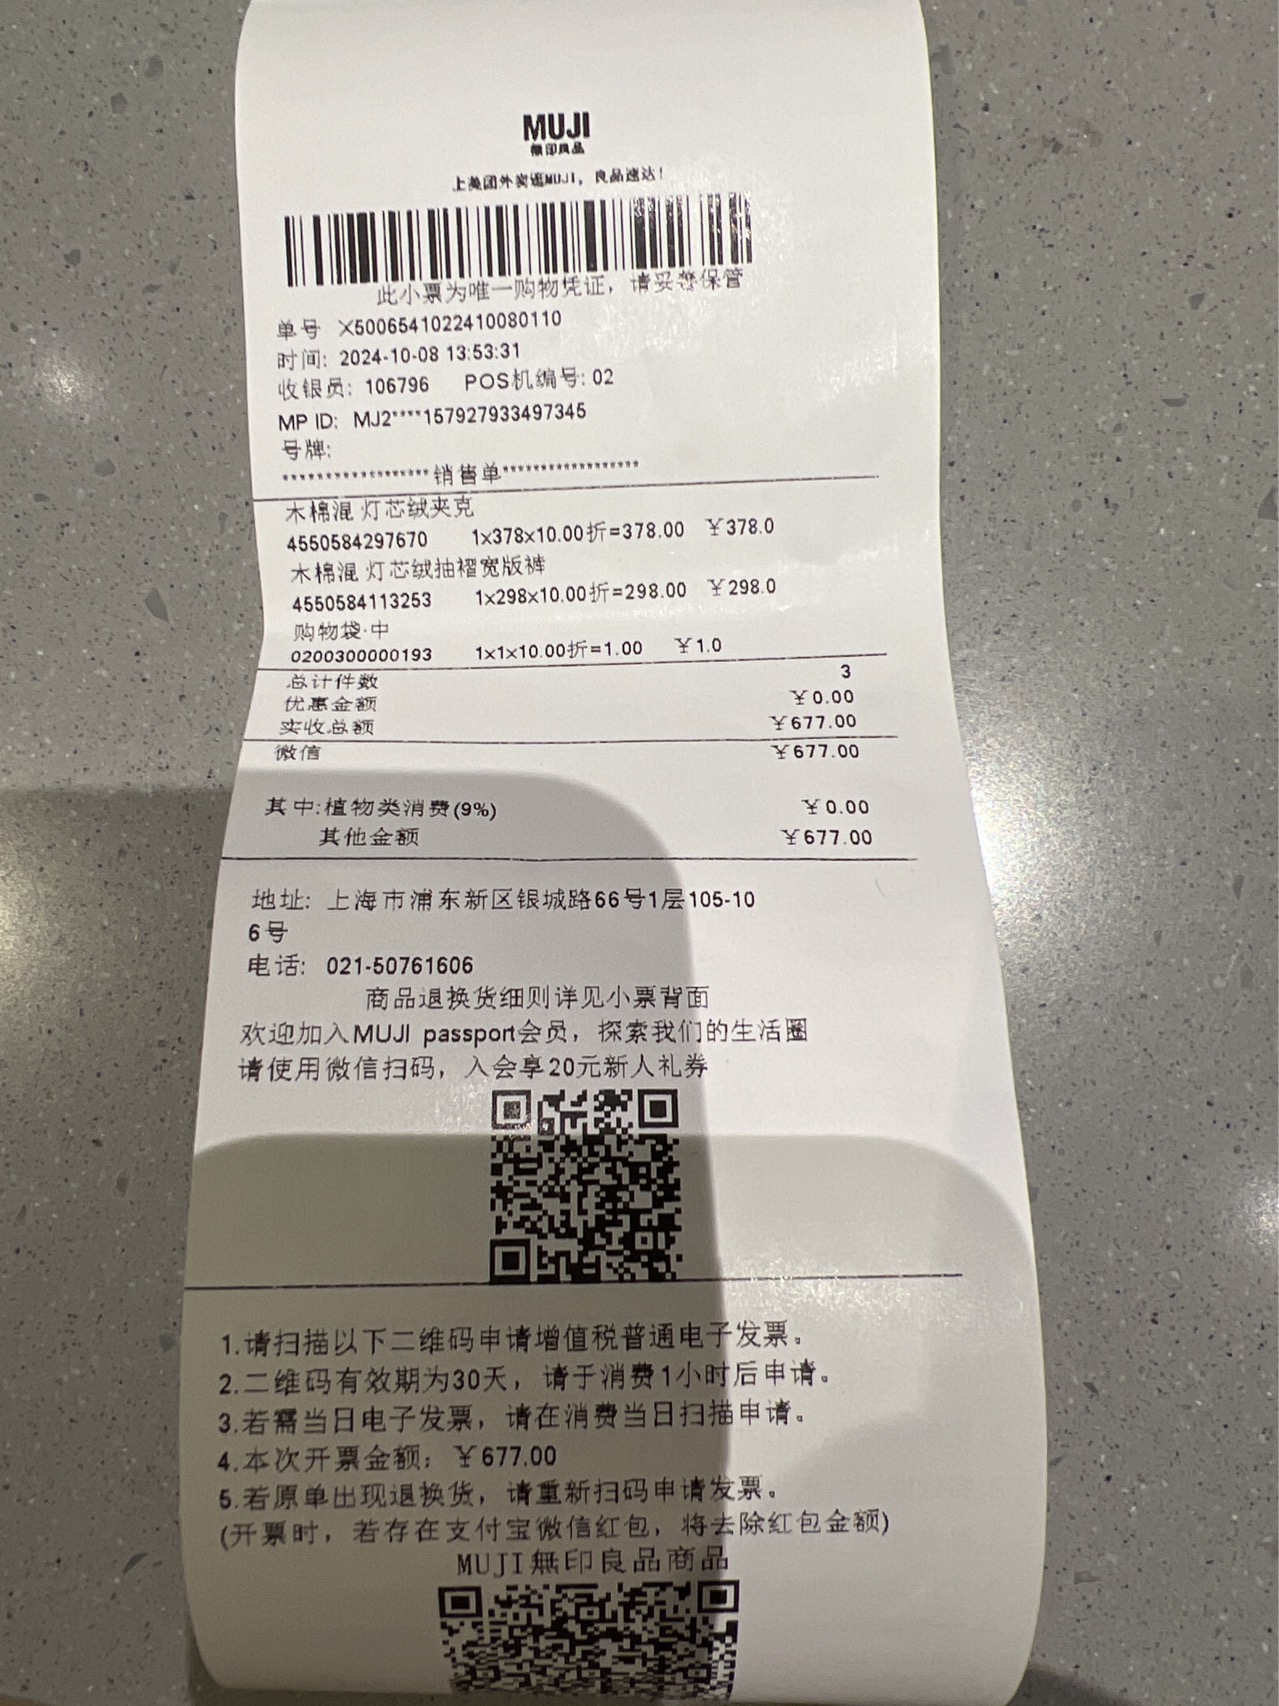 MUJI
無印良品
上美团外卖逛MUJI，良品速达！
此小票为唯一购物凭证，请妥善保管
单号 X5006541022410080110
时间: 2024-10-08 13:53:31
收银员: 106796 POS机编号: 02
MP ID: MJ2****157927933497345
号牌:
******************销售单******************
木棉混 灯芯绒夹克
4550584297670 1x378x10.00折=378.00 ￥378.0
木棉混 灯芯绒抽褶宽版裤
4550584113253 1x298x10.00折=298.00 ￥298.0
购物袋·中
0200300000193 1x1x10.00折=1.00 ￥1.0
总计件数 3
优惠金额 ￥0.00
实收总额 ￥677.00
微信 ￥677.00
其中:植物类消费(9%) ￥0.00
其他金额 ￥677.00
地址: 上海市浦东新区银城路66号1层105-10
6号
电话: 021-50761606
商品退换货细则详见小票背面
欢迎加入MUJI passport会员，探索我们的生活圈
请使用微信扫码，入会享20元新人礼券
1.请扫描以下二维码申请增值税普通电子发票。
2.二维码有效期为30天，请于消费1小时后申请。
3.若需当日电子发票，请在消费当日扫描申请。
4.本次开票金额: ￥677.00
5.若原单出现退换货，请重新扫码申请发票。
(开票时，若存在支付宝微信红包，将去除红包金额)
MUJI無印良品商品